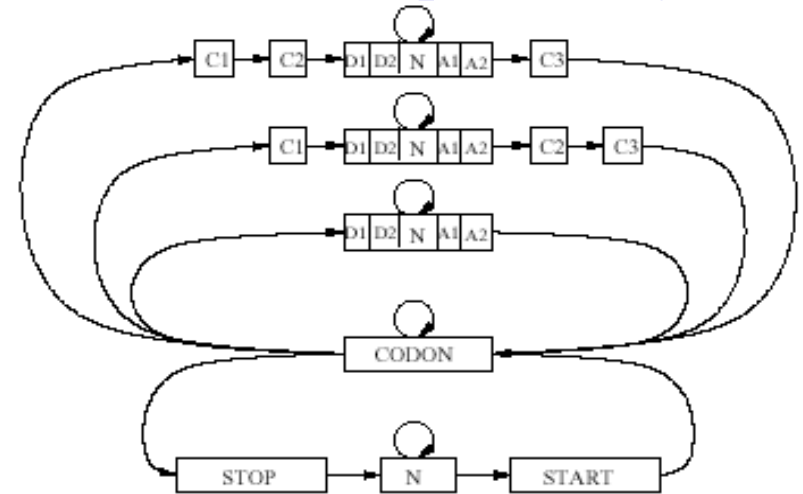 C1 C2 D1 D2 N A1 A2 C3
C1 D1 D2 N A1 A2 C2 C3
D1 D2 N A1 A2
CODON
STOP N START